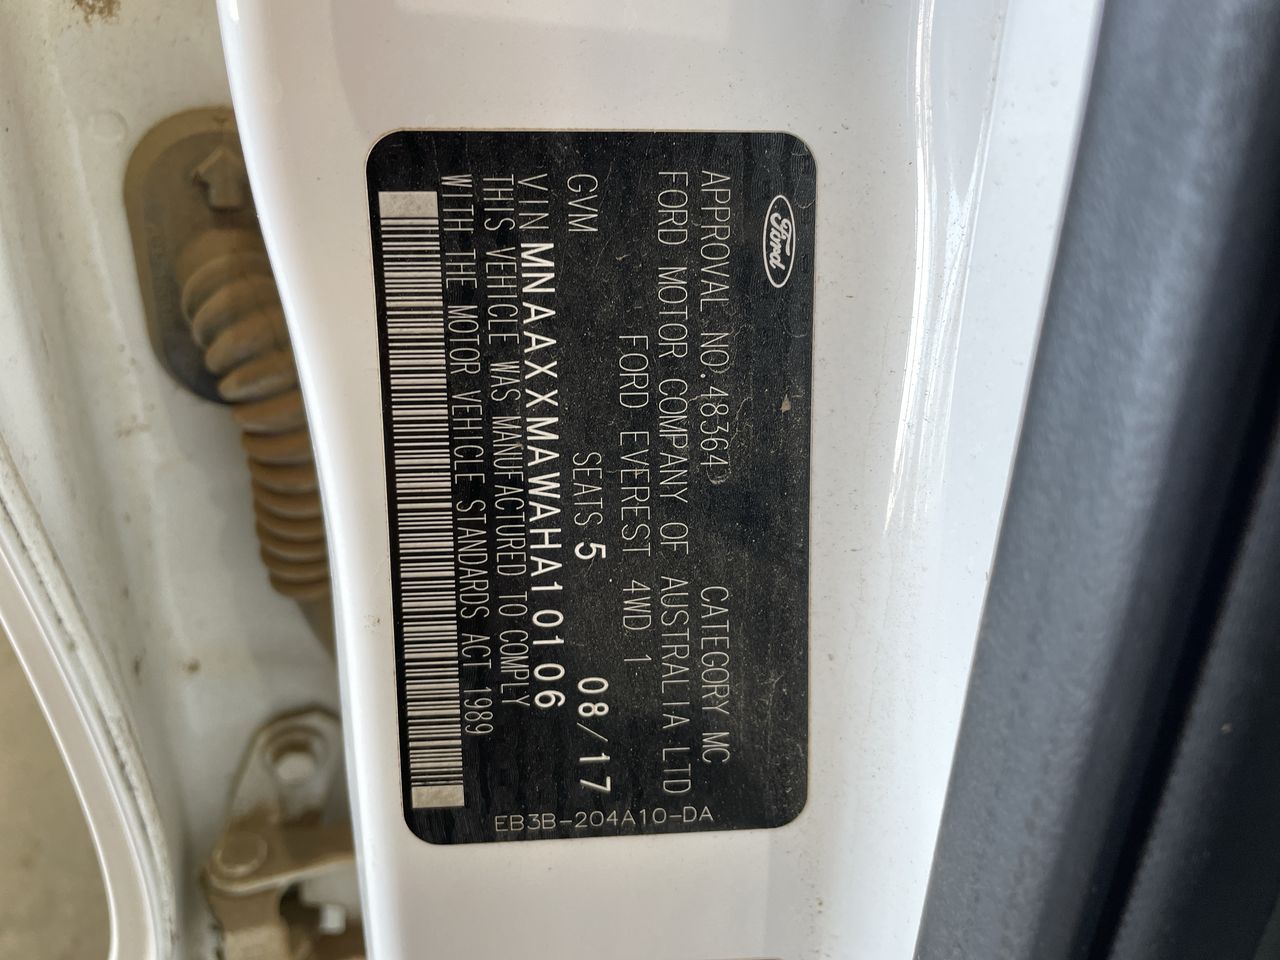 Ford
APPROVAL NO.48364 CATEGORY MC
FORD MOTOR COMPANY OF AUSTRALIA LTD
FORD EVEREST 4WD 1
GVM SEATS 5 08/17
VIN MNAAXXMAWAHA10106
THIS VEHICLE WAS MANUFACTURED TO COMPLY
WITH THE MOTOR VEHICLE STANDARDS ACT 1989
EB3B-204A10-DA